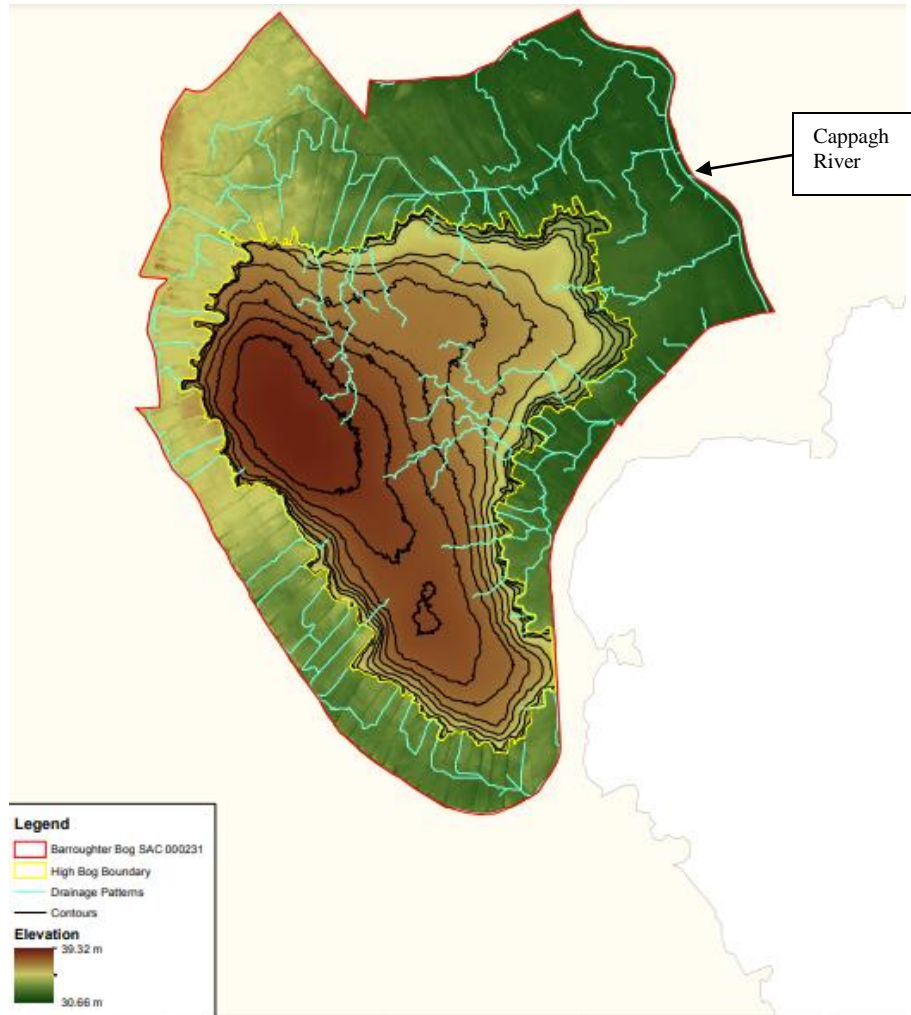 Cappagh
River
Legend
Barroughter Bog SAC 000231
High Bog Boundary
Drainage Patterns
Contours
Elevation
39.32 m
30.66 m